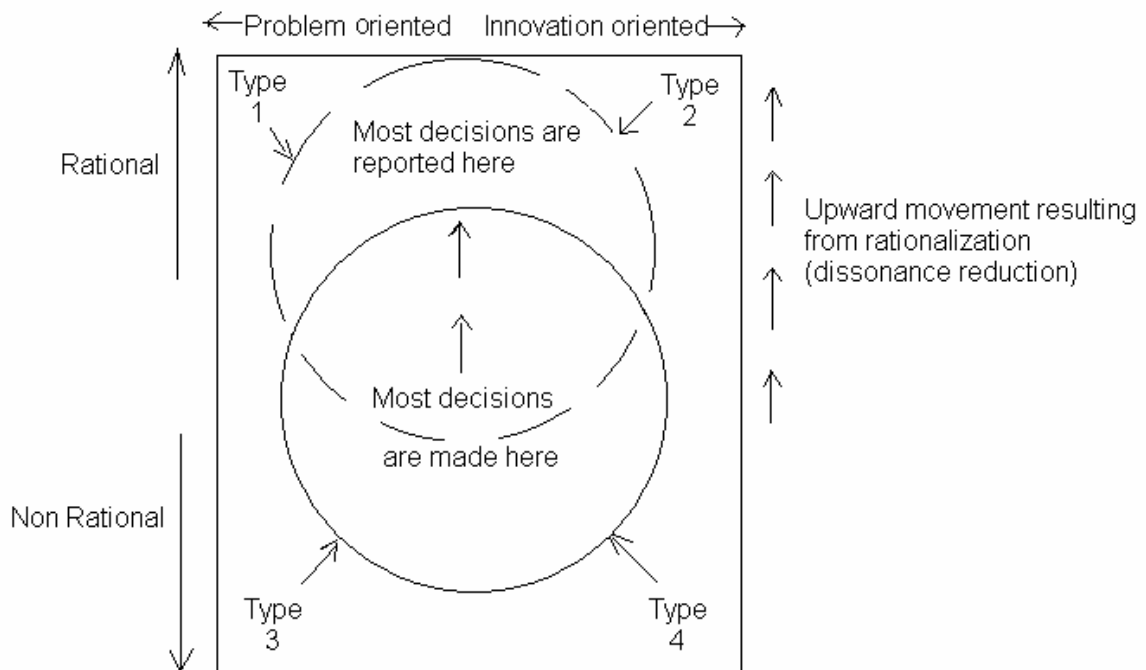 Problem oriented Innovation oriented
Type
1
Type
2
Most decisions are
reported here
Rational
Upward movement resulting
from rationalization
(dissonance reduction)
Most decisions
are made here
Non Rational
Type
3
Type
4